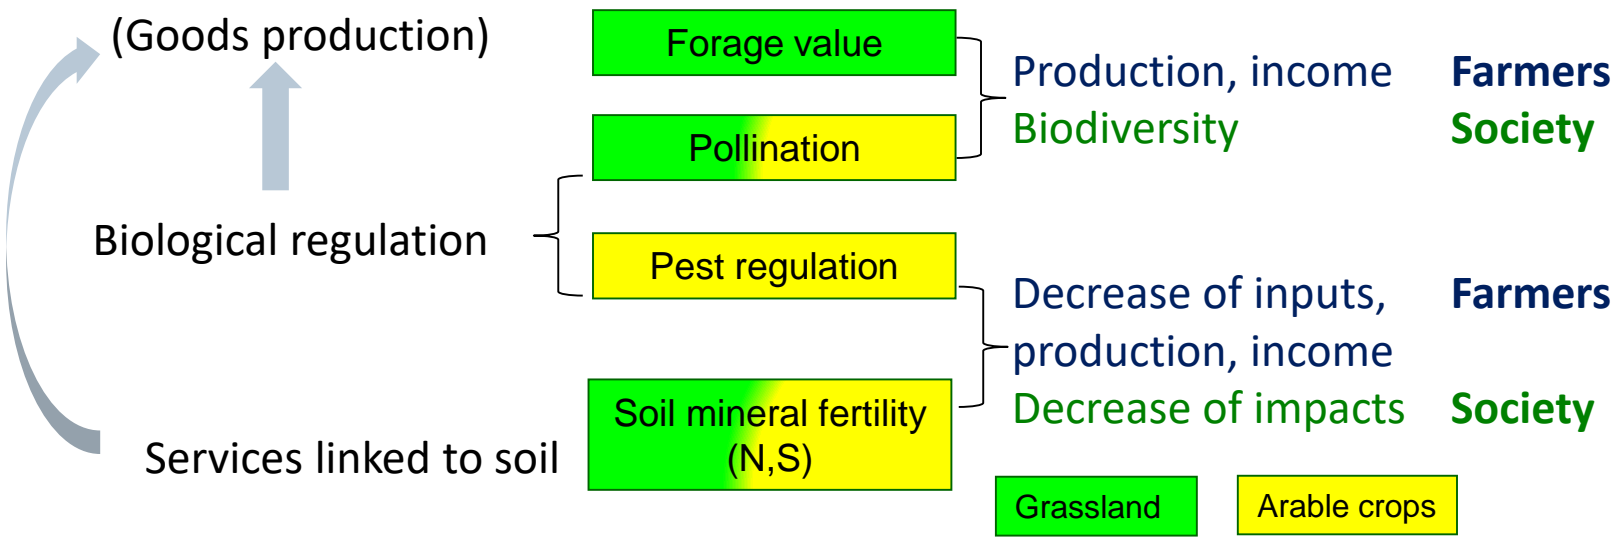 (Goods production)
Forage value
Production, income Farmers
Biodiversity Society
Pollination
Biological regulation
Pest regulation
Decrease of inputs, Farmers
production, income
Decrease of impacts Society
Soil mineral fertility
(N,S)
Services linked to soil
Grassland
Arable crops